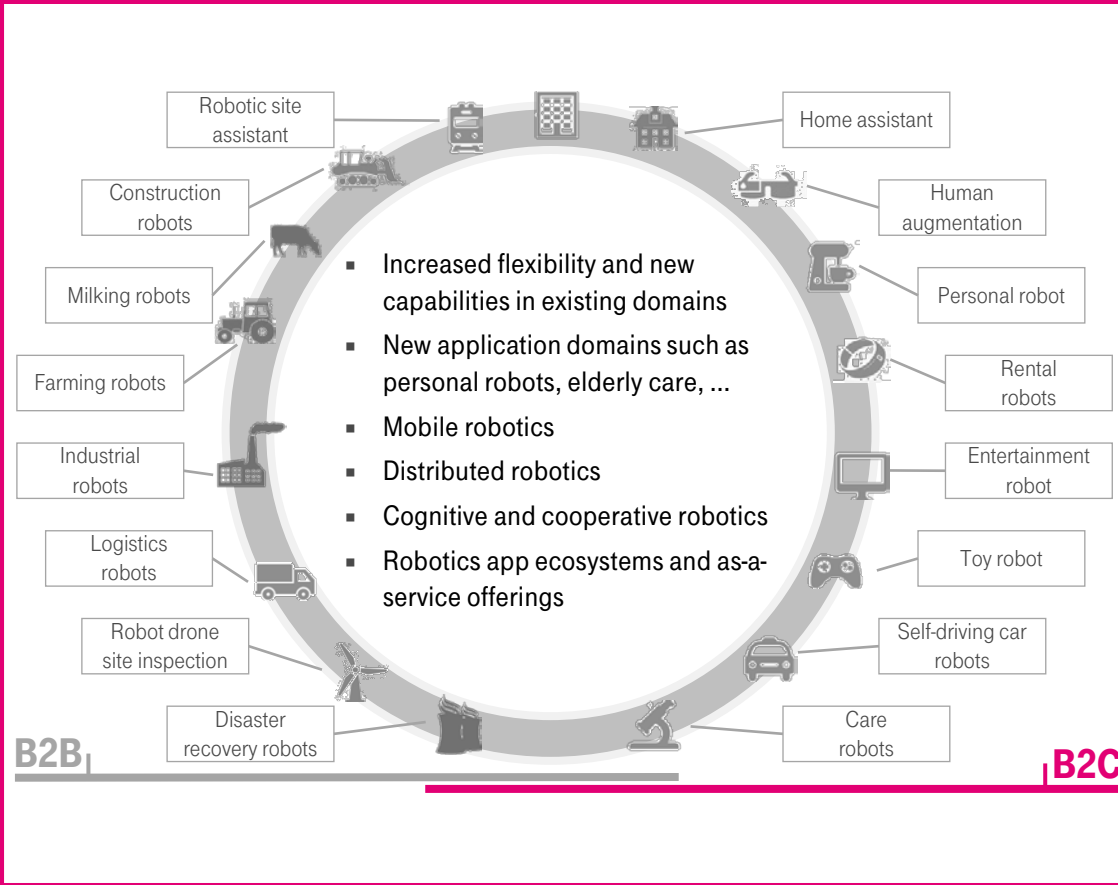 Robotic site
assistant
Home assistant
Construction
robots
Human
augmentation
Milking robots
Personal robot
Farming robots
Rental
robots
Industrial
robots
Entertainment
robot
Logistics
robots
Toy robot
Robot drone
site inspection
Self-driving car
robots
Disaster
recovery robots
Care
robots
▪ Increased flexibility and new
capabilities in existing domains
▪ New application domains such as
personal robots, elderly care, ...
▪ Mobile robotics
▪ Distributed robotics
▪ Cognitive and cooperative robotics
▪ Robotics app ecosystems and as-a-
service offerings
B2B
B2C